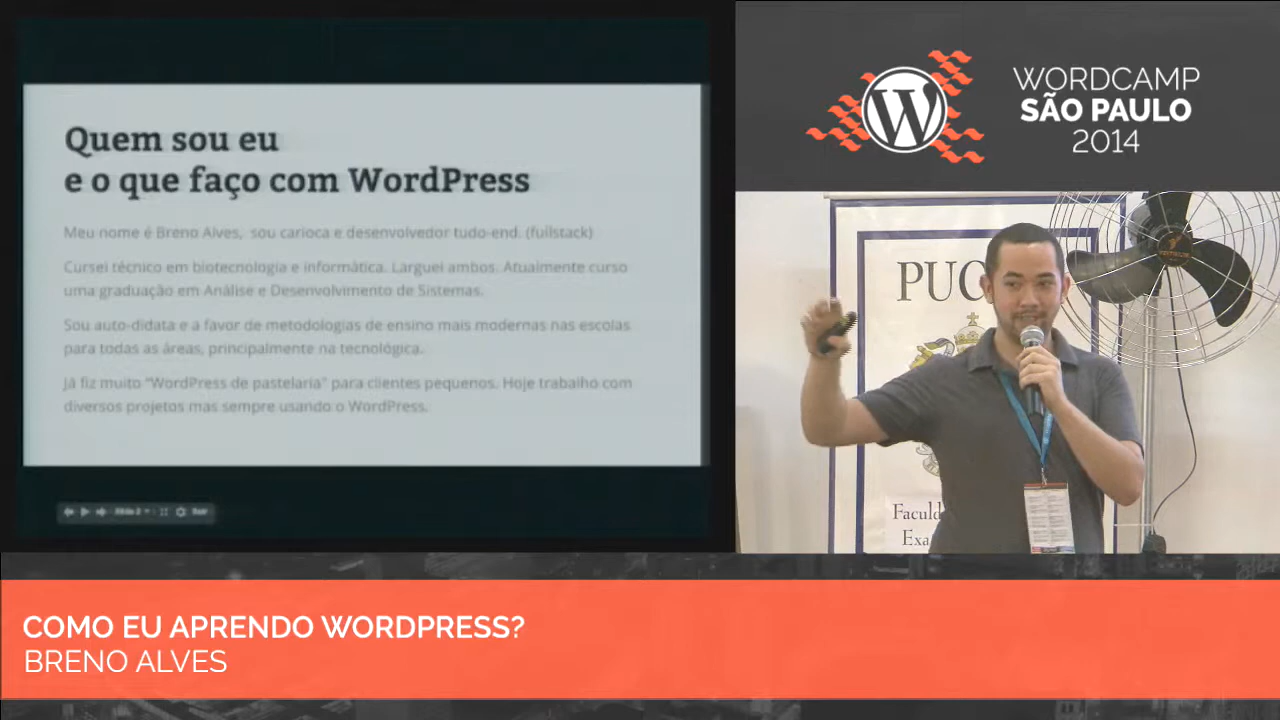 Quem sou eu
e o que faço com WordPress
Meu nome é Breno Alves, sou carioca e desenvolvedor tudo-end. (fullstack)
Cursei técnico em biotecnologia e informática. Larguei ambos. Atualmente curso
uma graduação em Análise e Desenvolvimento de Sistemas.
Sou auto-didata e a favor de metodologias de ensino mais modernas nas escolas
para todas as áreas, principalmente na tecnológica.
Já fiz muito "WordPress de pastelaria" para clientes pequenos. Hoje trabalho com
diversos projetos mas sempre usando o WordPress.
WORDCAMP
SÃO PAULO
2014
PUC
Faculd
Exa
COMO EU APRENDO WORDPRESS?
BRENO ALVES